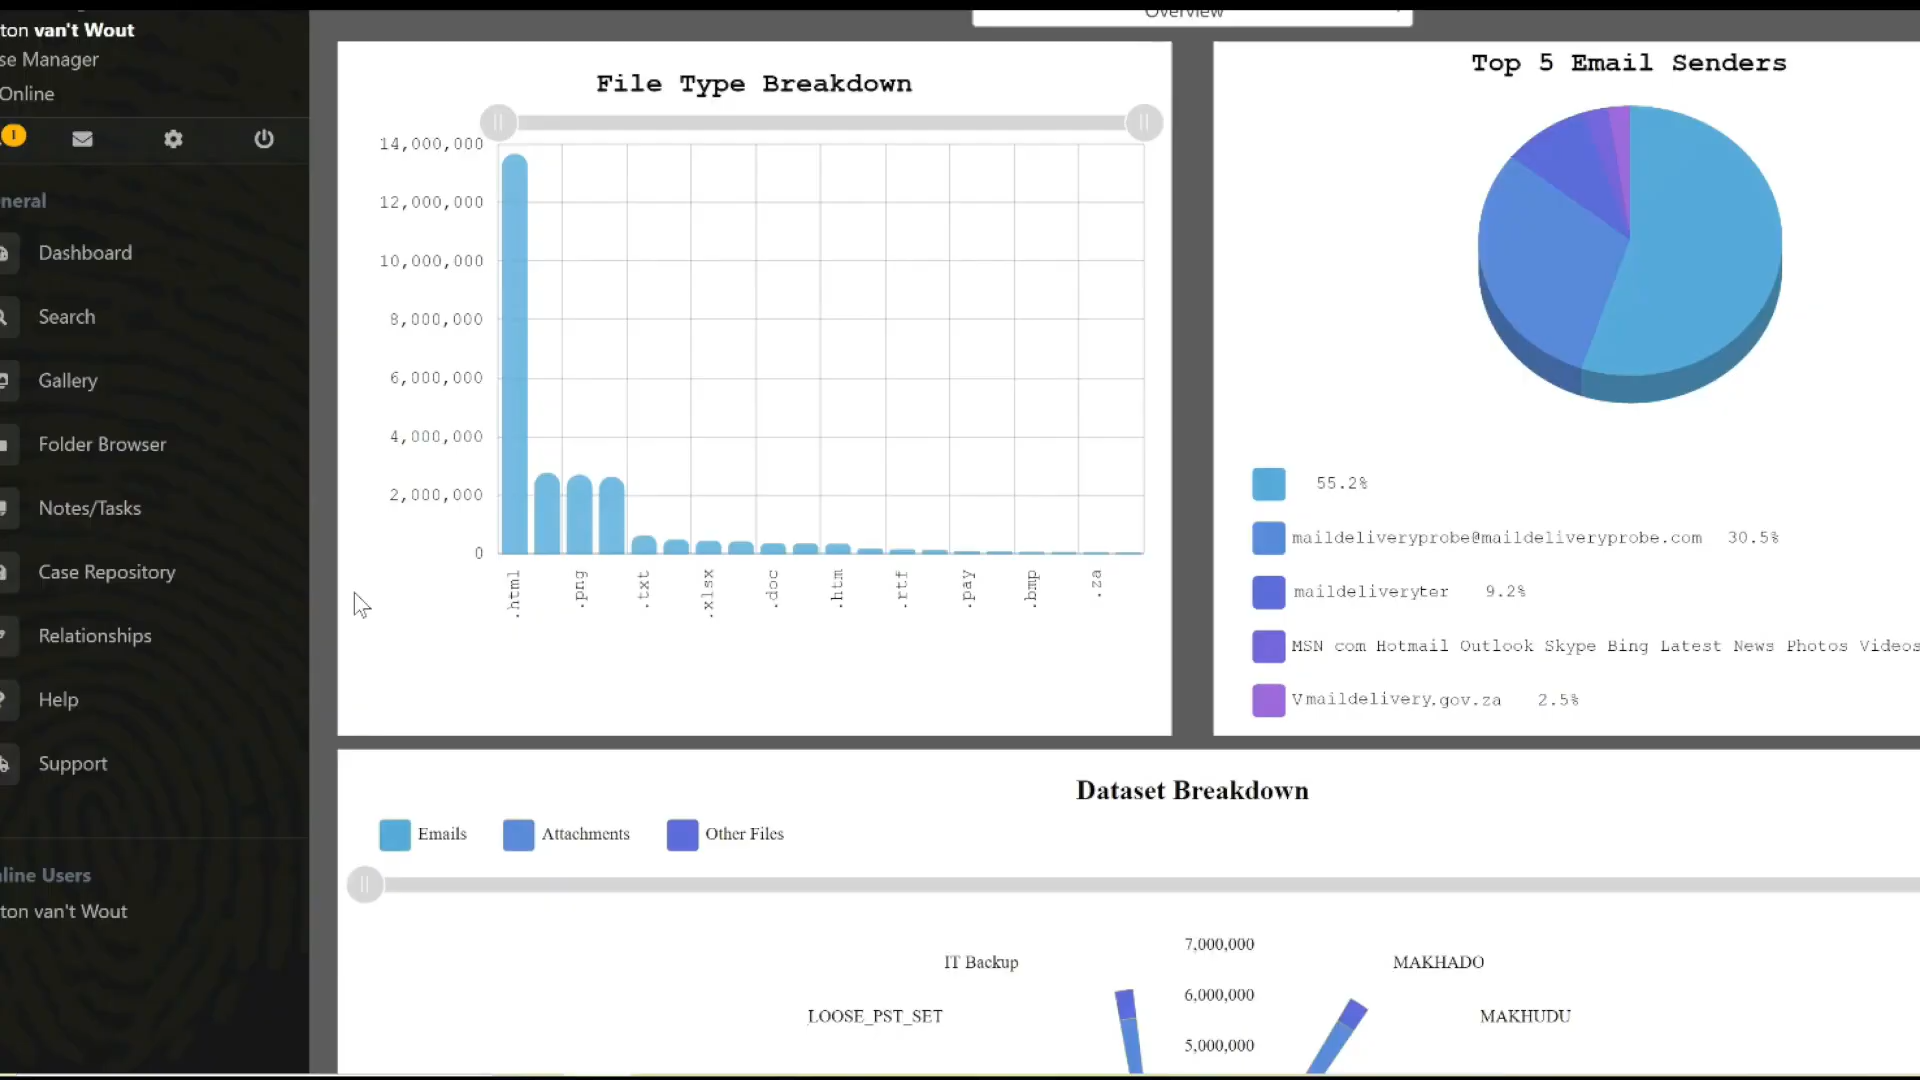 ton van't Wout
se Manager
Online
neral
Dashboard
Search
Gallery
Folder Browser
Notes/Tasks
Case Repository
Relationships
Help
Support
line Users
ton van't Wout
Overview
File Type Breakdown
14,000,000
12,000,000
10,000,000
8,000,000
6,000,000
4,000,000
2,000,000
0
.html
.png
.txt
.xlsx
.doc
.htm
.rtf
.pay
.bmp
.za
Top 5 Email Senders
55.2%
maildeliveryprobe@maildeliveryprobe.com 30.5%
maildeliveryter 9.2%
MSN com Hotmail Outlook Skype Bing Latest News Photos Videos
Vmaildelivery.gov.za 2.5%
Dataset Breakdown
Emails
Attachments
Other Files
7,000,000
IT Backup
MAKHADO
6,000,000
LOOSE_PST_SET
MAKHUDU
5,000,000